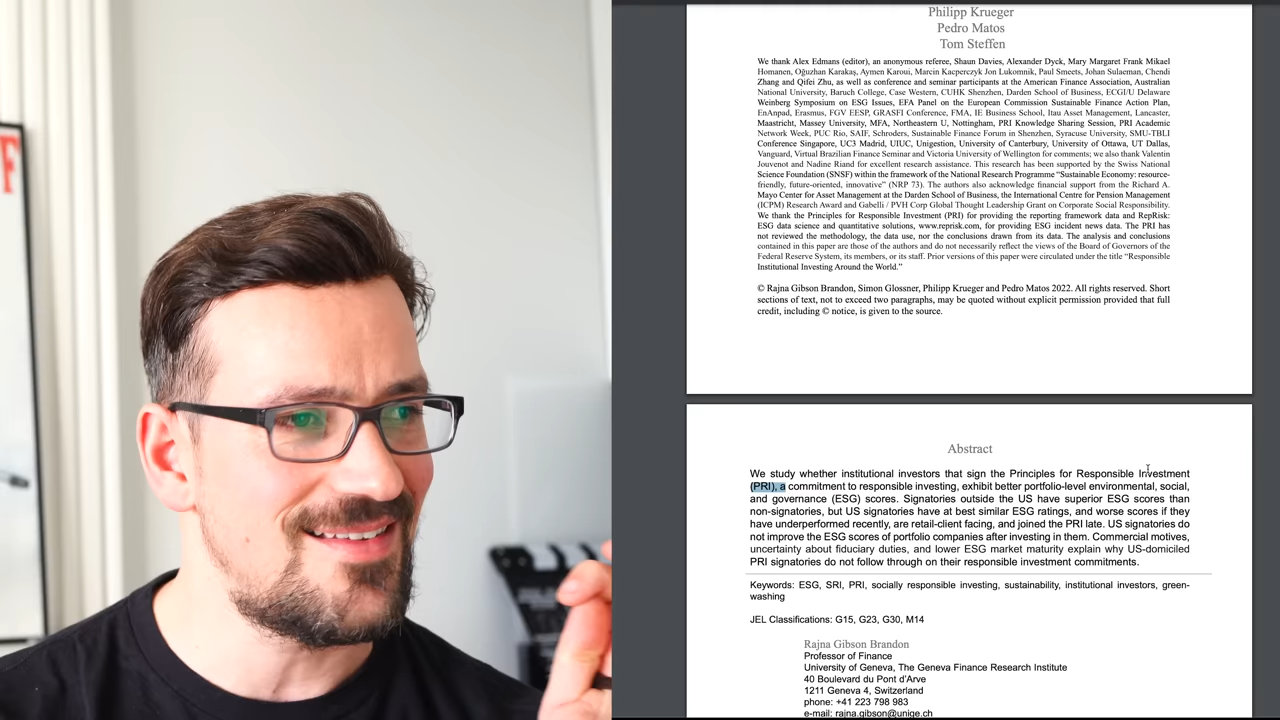 Philipp Krueger
Pedro Matos
Tom Steffen
We thank Alex Edmans (editor), an anonymous referee, Shaun Davies, Alexander Dyck, Mary Margaret Frank Mikael
Homanen, Oğuzhan Karakaş, Aymen Karoui, Marcin Kacperczyk Jon Lukomnik, Paul Smeets, Johan Sulaeman, Chendi
Zhang and Qifei Zhu, as well as conference and seminar participants at the American Finance Association, Australian
National University, Baruch College, Case Western, CUHK Shenzhen, Darden School of Business, ECGI/U Delaware
Weinberg Symposium on ESG Issues, EFA Panel on the European Commission Sustainable Finance Action Plan,
EnAnpad, Erasmus, FGV EESP, GRASFI Conference, FMA, IE Business School, Itau Asset Management, Lancaster,
Maastricht, Massey University, MFA, Northeastern U, Nottingham, PRI Knowledge Sharing Session, PRI Academic
Network Week, PUC Rio, SAIF, Schroders, Sustainable Finance Forum in Shenzhen, Syracuse University, SMU-TBLI
Conference Singapore, UC3 Madrid, UIUC, Unigestion, University of Canterbury, University of Ottawa, UT Dallas,
Vanguard, Virtual Brazilian Finance Seminar and Victoria University of Wellington for comments; we also thank Valentin
Jouvenot and Nadine Riand for excellent research assistance. This research has been supported by the Swiss National
Science Foundation (SNSF) within the framework of the National Research Programme “Sustainable Economy: resource-
friendly, future-oriented, innovative” (NRP 73). The authors also acknowledge financial support from the Richard A.
Mayo Center for Asset Management at the Darden School of Business, the International Centre for Pension Management
(ICPM) Research Award and Gabelli / PVH Corp Global Thought Leadership Grant on Corporate Social Responsibility.
We thank the Principles for Responsible Investment (PRI) for providing the reporting framework data and RepRisk:
ESG data science and quantitative solutions, www.reprisk.com, for providing ESG incident news data. The PRI has
not reviewed the methodology, the data use, nor the conclusions drawn from its data. The analysis and conclusions
contained in this paper are those of the authors and do not necessarily reflect the views of the Board of Governors of the
Federal Reserve System, its members, or its staff. Prior versions of this paper were circulated under the title “Responsible
Institutional Investing Around the World.”
© Rajna Gibson Brandon, Simon Glossner, Philipp Krueger and Pedro Matos 2022. All rights reserved. Short
sections of text, not to exceed two paragraphs, may be quoted without explicit permission provided that full
credit, including © notice, is given to the source.
Abstract
We study whether institutional investors that sign the Principles for Responsible Investment
(PRI), a commitment to responsible investing, exhibit better portfolio-level environmental, social,
and governance (ESG) scores. Signatories outside the US have superior ESG scores than
non-signatories, but US signatories have at best similar ESG ratings, and worse scores if they
have underperformed recently, are retail-client facing, and joined the PRI late. US signatories do
not improve the ESG scores of portfolio companies after investing in them. Commercial motives,
uncertainty about fiduciary duties, and lower ESG market maturity explain why US-domiciled
PRI signatories do not follow through on their responsible investment commitments.
Keywords: ESG, SRI, PRI, socially responsible investing, sustainability, institutional investors, green-
washing
JEL Classifications: G15, G23, G30, M14
Rajna Gibson Brandon
Professor of Finance
University of Geneva, The Geneva Finance Research Institute
40 Boulevard du Pont d'Arve
1211 Geneva 4, Switzerland
phone: +41 223 798 983
e-mail: rajna.gibson@unige.ch